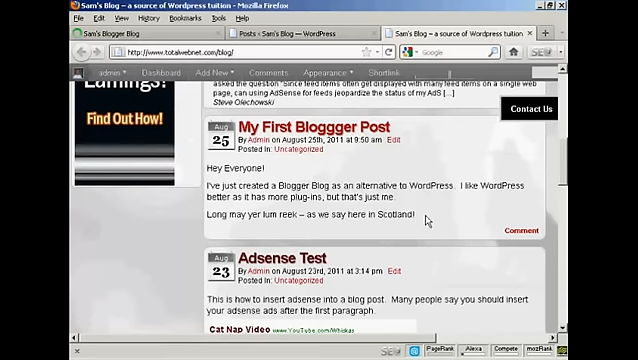 Sam's Blog – a source of Wordpress tuition - Mozilla Firefox
File Edit View History Bookmarks Tools Help
Sam's Blogger Blog
Posts ‹ Sam's Blog — WordPress
Sam's Blog – a source of Wordpress tuition
http://www.totalwebnet.com/blog/
Google
admin Dashboard Add New Comments Appearance Shortlink
Earnings?
Find Out How!
asked the question "Since feed items often get displayed with many feed items on a single web
page, can using AdSense for feeds jeopardize the status of my AdS [...]
Steve Olechowski
Contact Us
Aug
25
My First Bloggger Post
By Admin on August 25th, 2011 at 9:50 am Edit
Posted In: Uncategorized
Hey Everyone!
I've just created a Blogger Blog as an alternative to WordPress. I like WordPress
better as it has more plug-ins, but that's just me.
Long may yer lum reek – as we say here in Scotland!
Comment
Aug
23
Adsense Test
By Admin on August 23rd, 2011 at 3:14 pm Edit
Posted In: Uncategorized
This is how to insert adsense into a blog post. Many people say you should insert
your adsense ads after the first paragraph.
Cat Nap Video www.YouTube.com/Whiskas
PageRank Alexa Compete mozRank